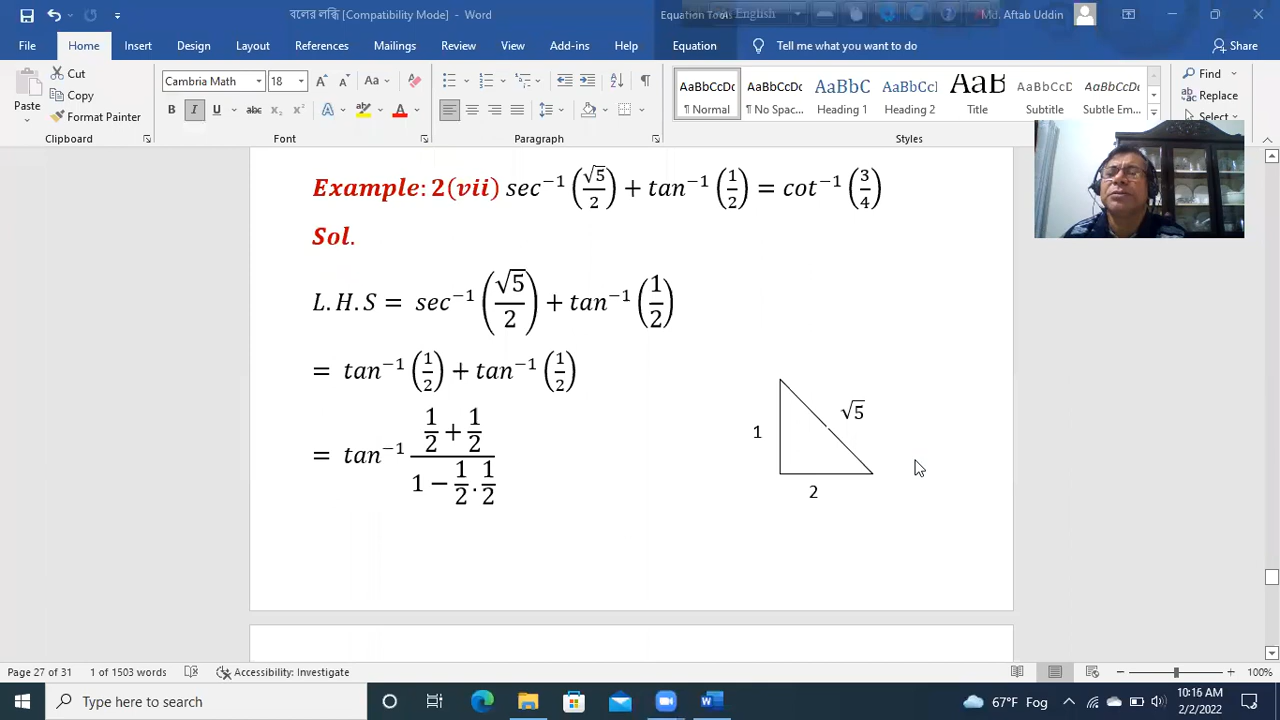 বলের লব্ধি [Compatibility Mode] - Word
Equation Tool
English
Md. Aftab Uddin
File Home Insert Design Layout References Mailings Review View Add-ins Help Equation Tell me what you want to do Share
Paste
Cut
Copy
Format Painter
Clipboard
Cambria Math 18
Font
Paragraph
AaBbCcDc ¶ Normal
AaBbCcDc ¶ No Spac...
AaBbC Heading 1
AaBbCcl Heading 2
AaB Title
AaBbCcD Subtitle
AaBbCcDc Subtle Em...
Styles
Find
Replace
Select
Example: 2(vii) sec⁻¹(√5/2) + tan⁻¹(1/2) = cot⁻¹(3/4)
Sol.
L.H.S = sec⁻¹(√5/2) + tan⁻¹(1/2)
= tan⁻¹(1/2) + tan⁻¹(1/2)
= tan⁻¹ (1/2 + 1/2)/(1 − 1/2 . 1/2)
√5
1
2
Page 27 of 31 1 of 1503 words Accessibility: Investigate 100%
Type here to search
67°F Fog
10:16 AM
2/2/2022